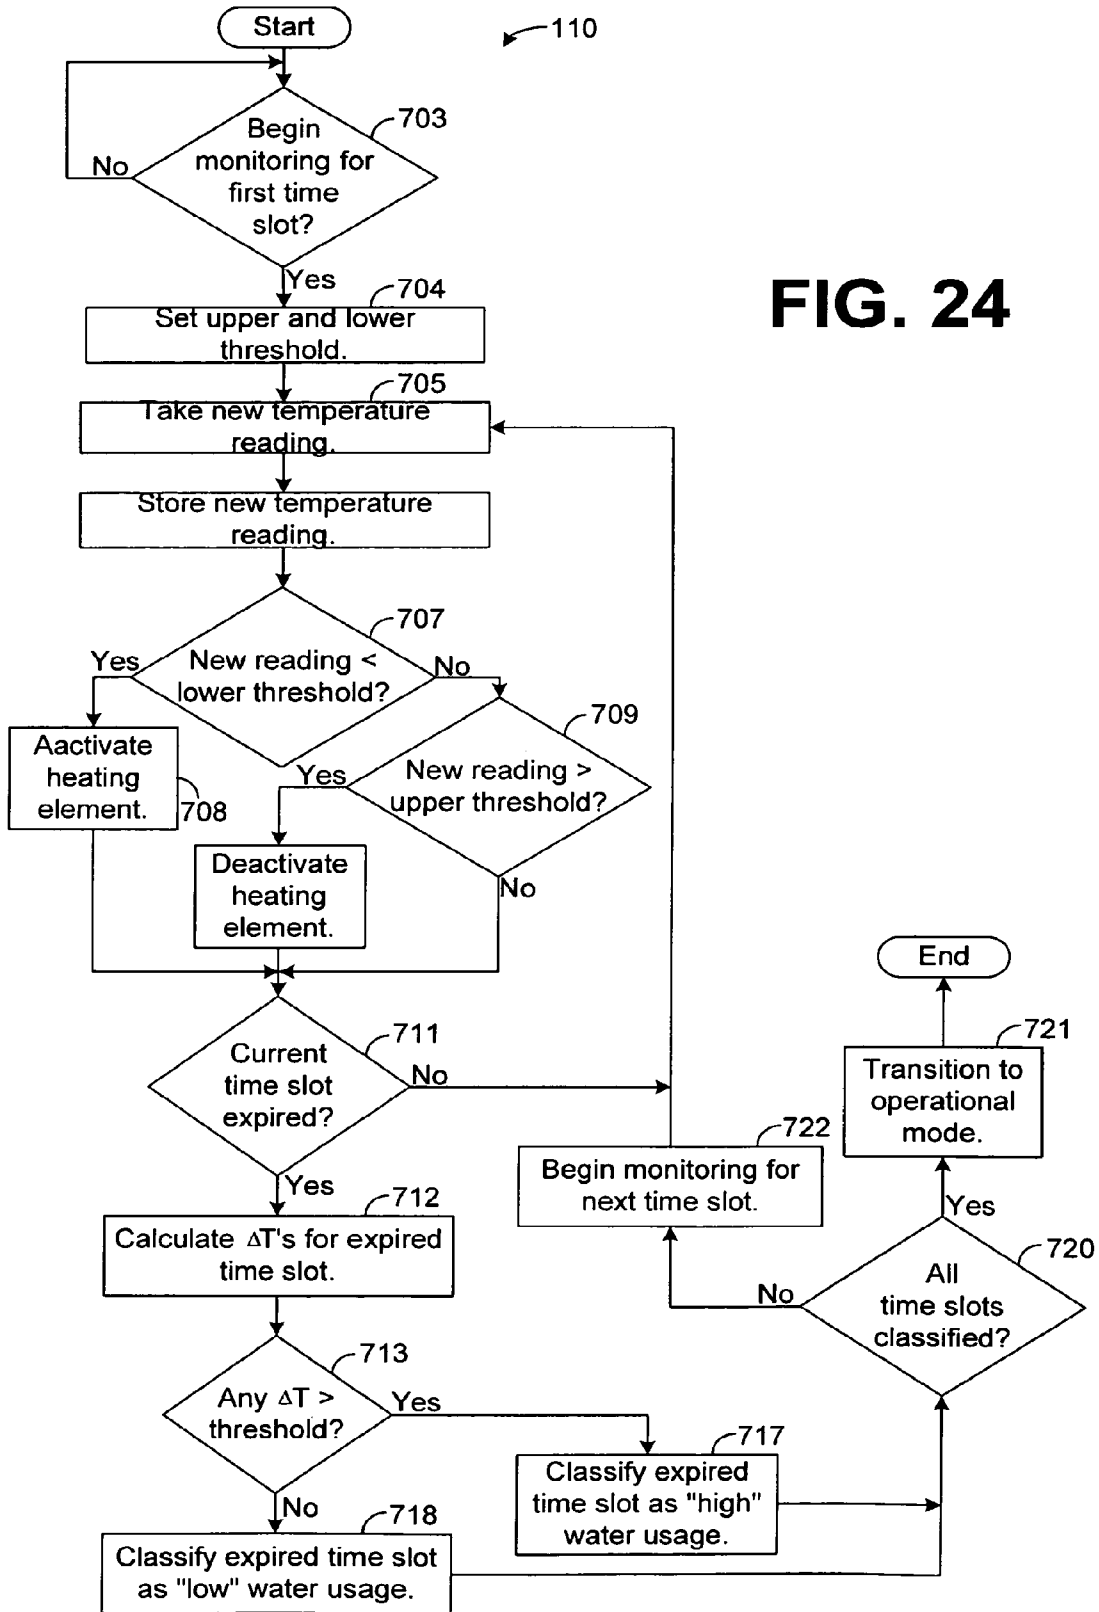 Start
110
703
Begin
monitoring for
first time
slot?
No
Yes
FIG. 24
704
Set upper and lower
threshold.
705
Take new temperature
reading.
Store new temperature
reading.
707
New reading <
lower threshold?
Yes
No
709
Aactivate
heating
element.
708
New reading >
upper threshold?
Yes
No
Deactivate
heating
element.
711
Current
time slot
expired?
No
Yes
712
Calculate ΔT's for expired
time slot.
713
Any ΔT >
threshold?
Yes
No
717
Classify expired
time slot as "high"
water usage.
718
Classify expired time slot
as "low" water usage.
720
All
time slots
classified?
No
Yes
722
Begin monitoring for
next time slot.
721
Transition to
operational
mode.
End